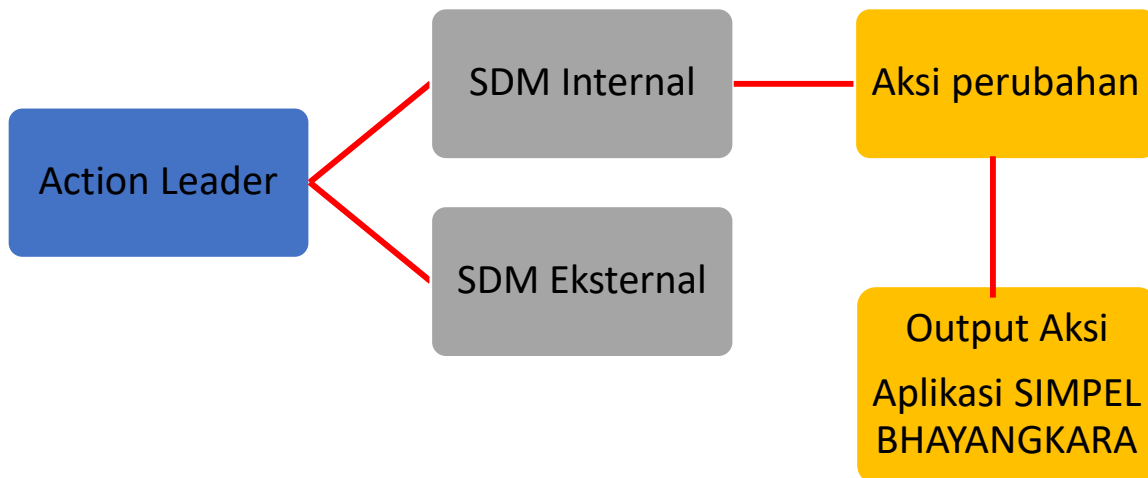 Action Leader
SDM Internal
SDM Eksternal
Aksi perubahan
Output Aksi
Aplikasi SIMPEL
BHAYANGKARA